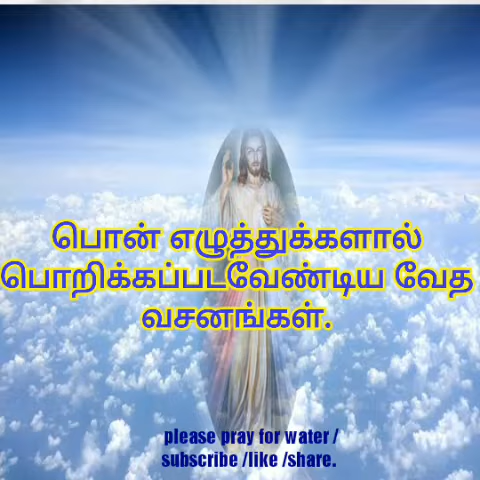 பொன் எழுத்துக்களால்
பொறிக்கப்படவேண்டிய வேத
வசனங்கள்.
please pray for water /
subscribe /like /share.